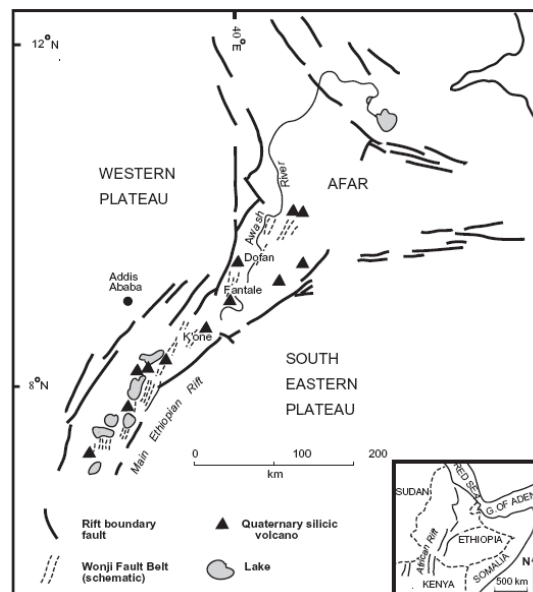 12°N
40°E
WESTERN
PLATEAU
AFAR
Awash River
Dofan
Addis
Ababa
Fantale
K'one
SOUTH
EASTERN
PLATEAU
8°N
Main Ethiopian Rift
0 100 200
km
Rift boundary
fault
Quaternary silicic
volcano
Wonji Fault Belt
(schematic)
Lake
RED SEA
SUDAN
G. OF ADEN
African Rift
ETHIOPIA
SOMALIA
N
KENYA
500 km